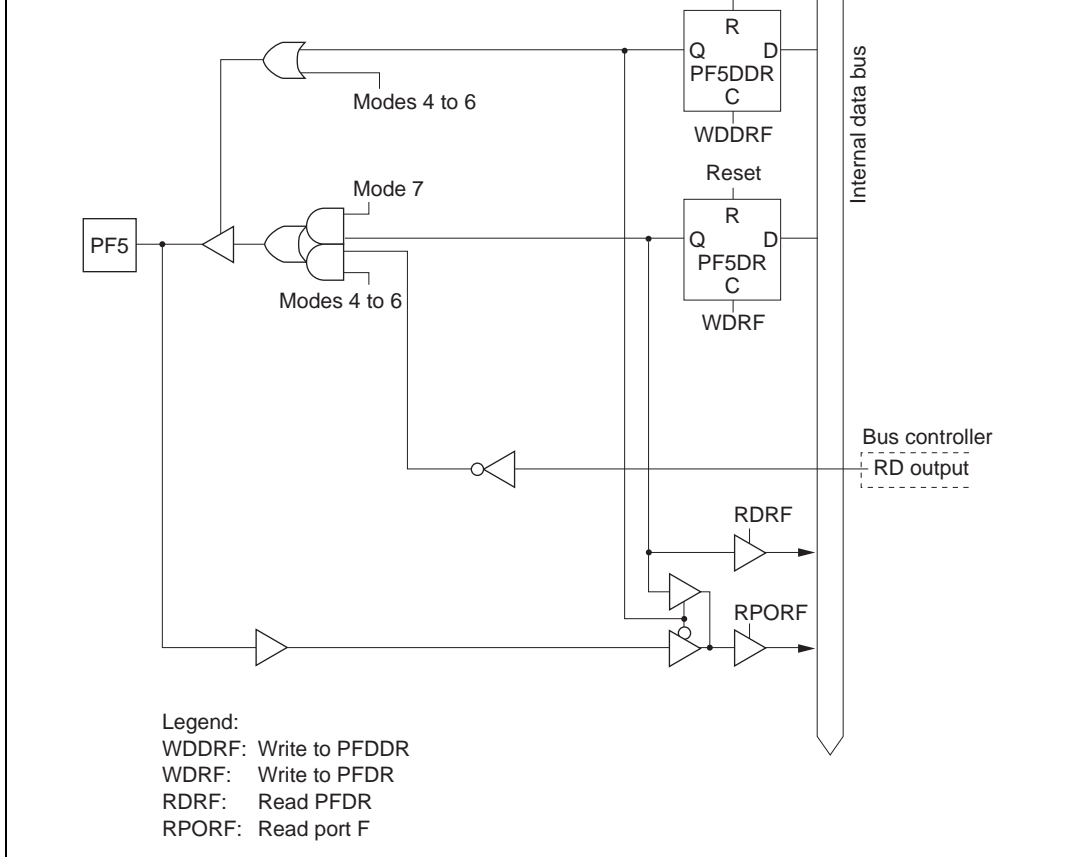 R
Q D
PF5DDR
C
Modes 4 to 6
WDDRF
Internal data bus
Reset
Mode 7
R
PF5
Q D
PF5DR
C
Modes 4 to 6
WDRF
Bus controller
RD output
RDRF
RPORF
Legend:
WDDRF: Write to PFDDR
WDRF: Write to PFDR
RDRF: Read PFDR
RPORF: Read port F